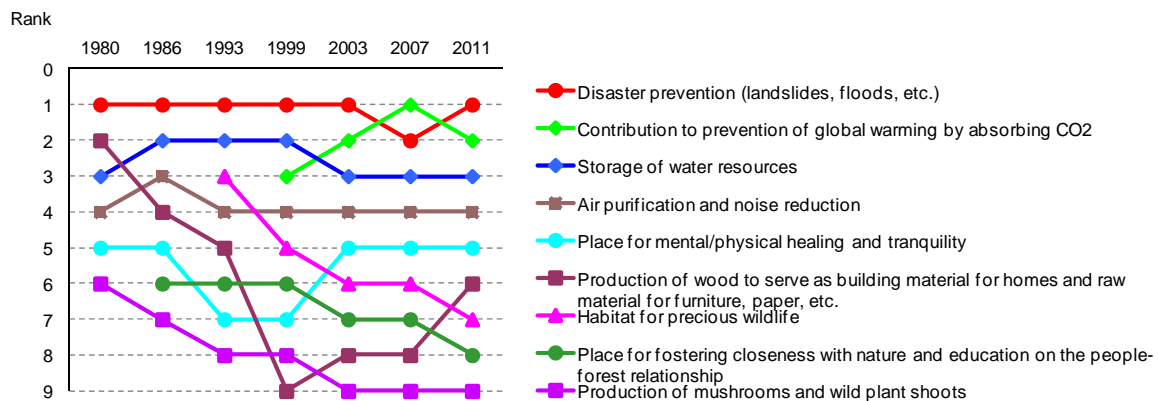 Rank
1980 1986 1993 1999 2003 2007 2011
0
1
2
3
4
5
6
7
8
9
Disaster prevention (landslides, floods, etc.)
Contribution to prevention of global warming by absorbing CO2
Storage of water resources
Air purification and noise reduction
Place for mental/physical healing and tranquility
Production of wood to serve as building material for homes and raw
material for furniture, paper, etc.
Habitat for precious wildlife
Place for fostering closeness with nature and education on the people-
forest relationship
Production of mushrooms and wild plant shoots